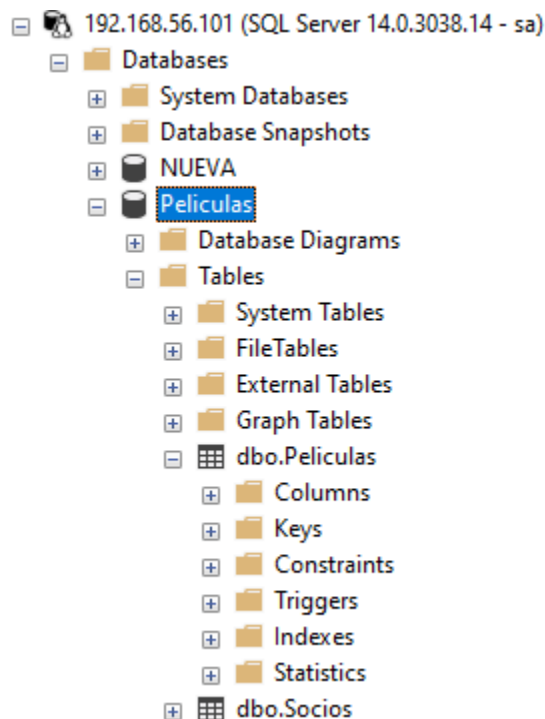 192.168.56.101 (SQL Server 14.0.3038.14 - sa)
Databases
System Databases
Database Snapshots
NUEVA
Peliculas
Database Diagrams
Tables
System Tables
FileTables
External Tables
Graph Tables
dbo.Peliculas
Columns
Keys
Constraints
Triggers
Indexes
Statistics
dbo.Socios